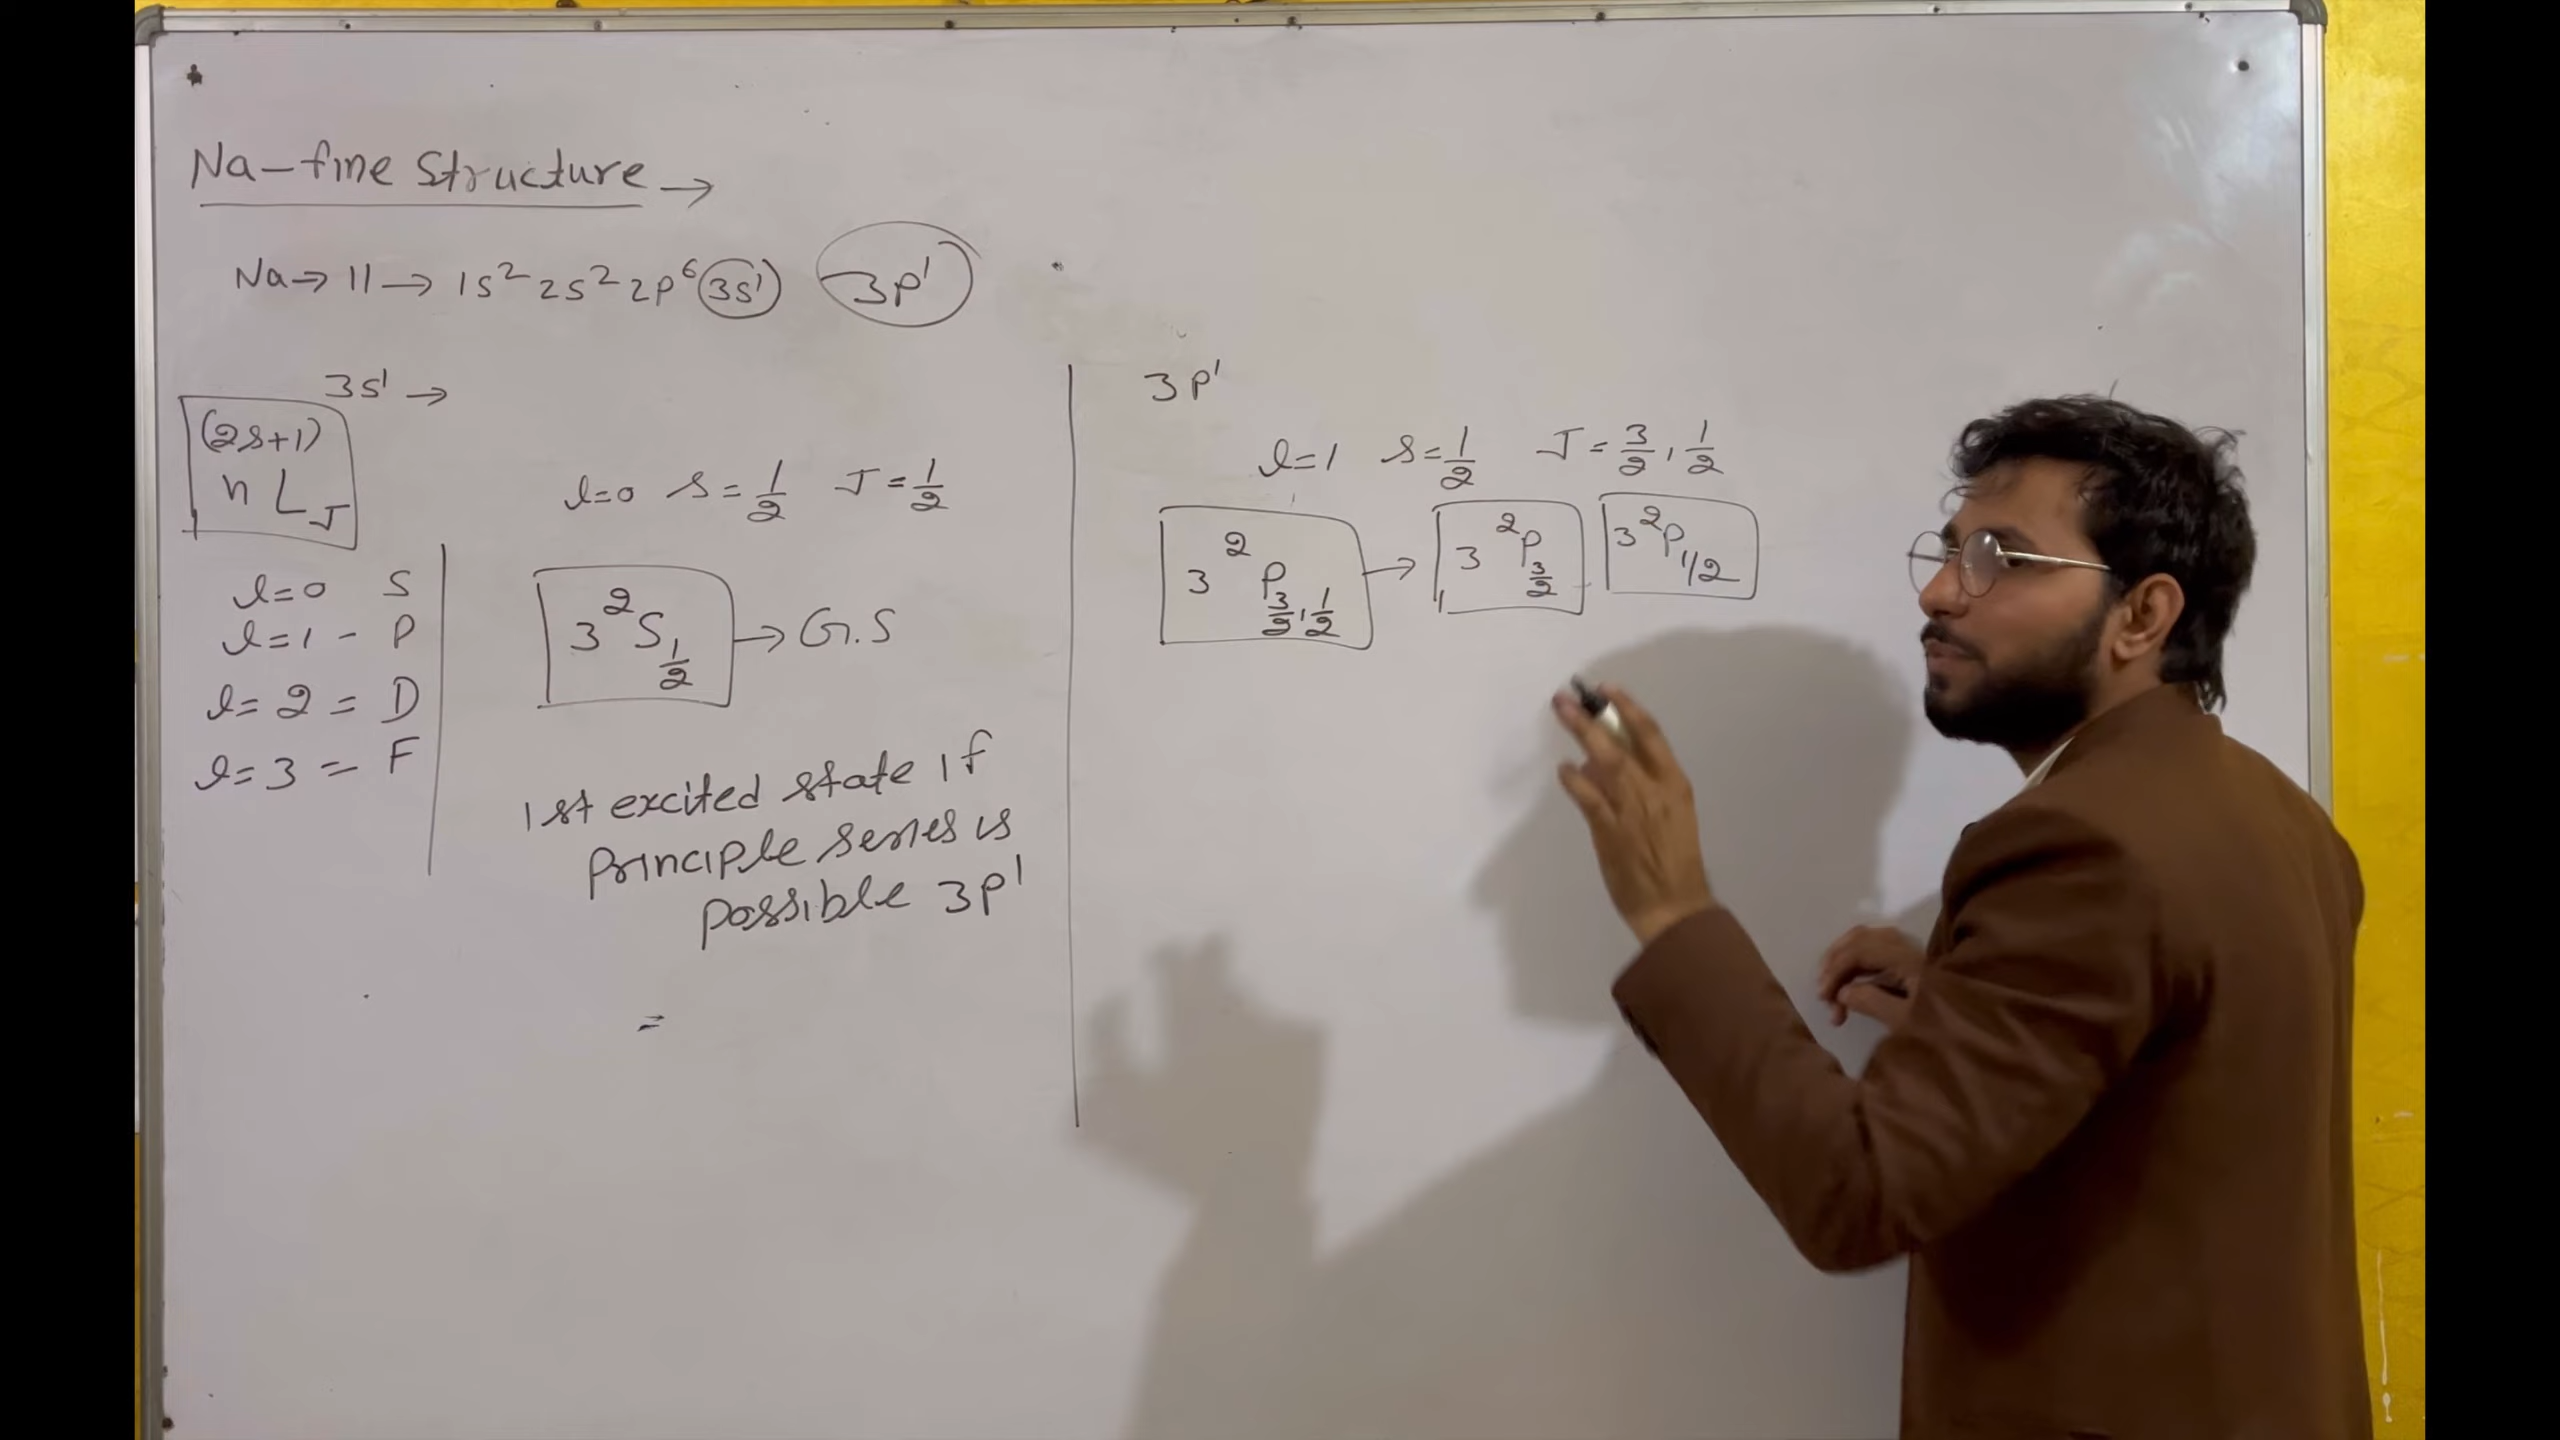 Na-fine Structure →
Na → 11 → 1s² 2s² 2p⁶ 3s¹ 3p¹
3s¹ →
(2s+1)
n L_J
l=0 S
l=1 - P
l=2 = D
l=3 = F
l=0 s=1/2 J=1/2
3 ²S_1/2 → G.S
1st excited state if
principle series is
possible 3p¹
=
3p¹
l=1 s=1/2 J=3/2, 1/2
3 ²P_3/2, 1/2 → 3 ²P_3/2 3 ²P_1/2